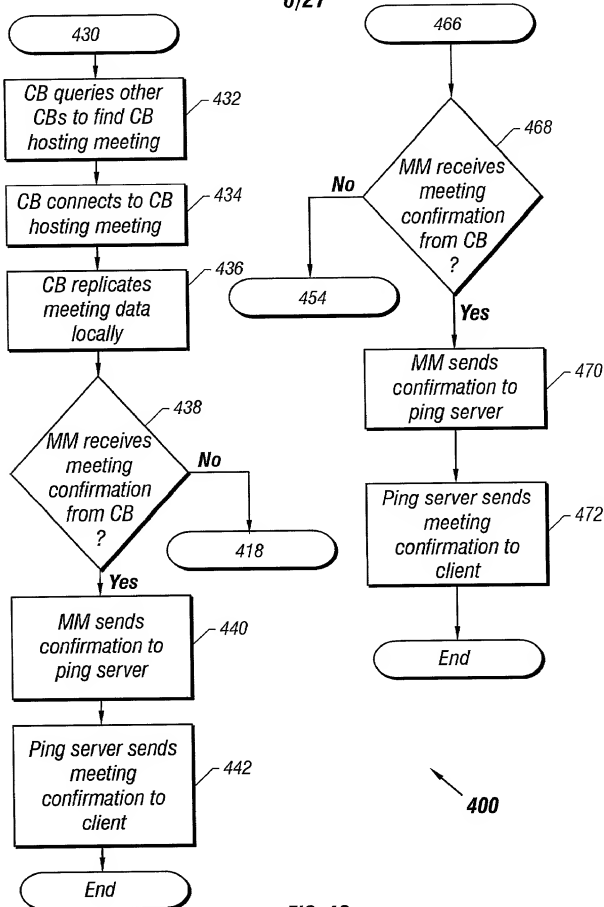 430
CB queries other
CBs to find CB
hosting meeting
432
CB connects to CB
hosting meeting
434
CB replicates
meeting data
locally
436
MM receives
meeting
confirmation
from CB
?
438
No
418
Yes
MM sends
confirmation to
ping server
440
Ping server sends
meeting
confirmation to
client
442
End
466
MM receives
meeting
confirmation
from CB
?
468
No
454
Yes
MM sends
confirmation to
ping server
470
Ping server sends
meeting
confirmation to
client
472
End
400